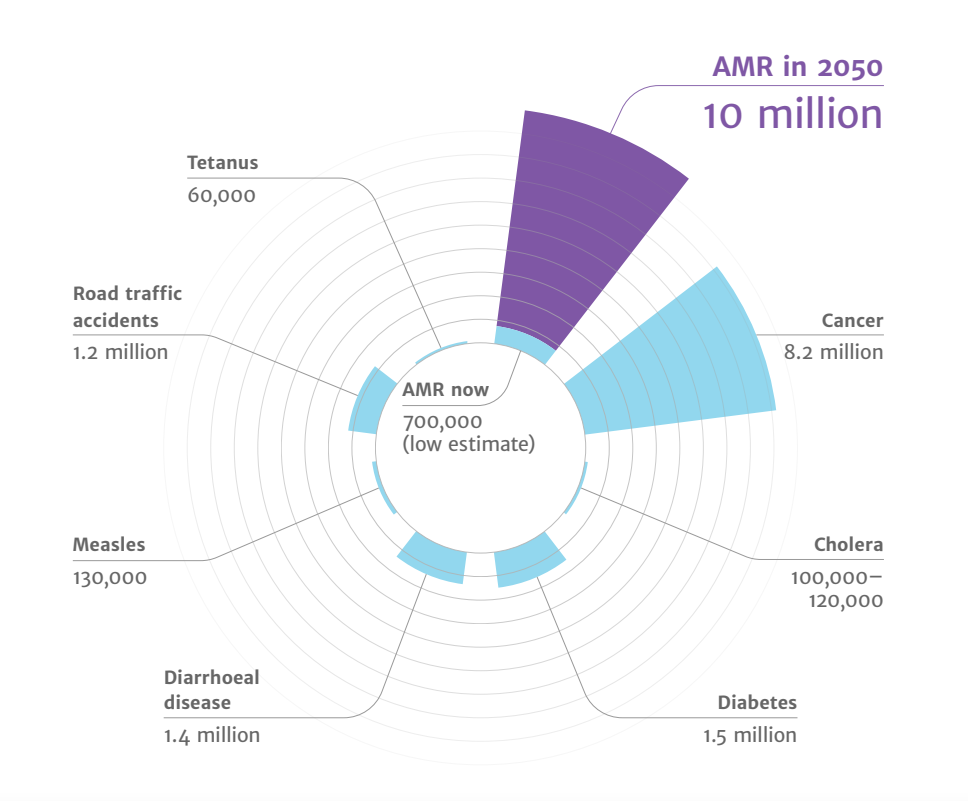 AMR in 2050
10 million
Tetanus
60,000
Road traffic
accidents
1.2 million
Cancer
8.2 million
AMR now
700,000
(low estimate)
Measles
130,000
Cholera
100,000–
120,000
Diarrhoeal
disease
1.4 million
Diabetes
1.5 million